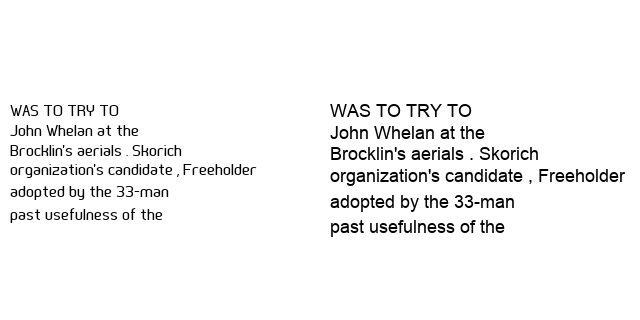 WAS TO TRY TO
John Whelan at the
Brocklin's aerials . Skorich
organization's candidate , Freeholder
adopted by the 33-man
past usefulness of the
WAS TO TRY TO
John Whelan at the
Brocklin's aerials . Skorich
organization's candidate , Freeholder
adopted by the 33-man
past usefulness of the